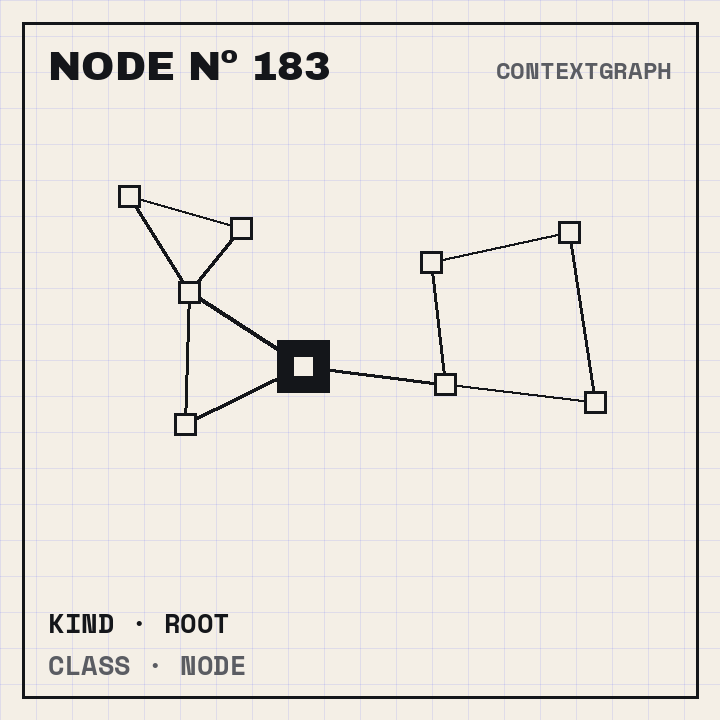 NODE Nº 183
CONTEXTGRAPH
KIND · ROOT
CLASS · NODE